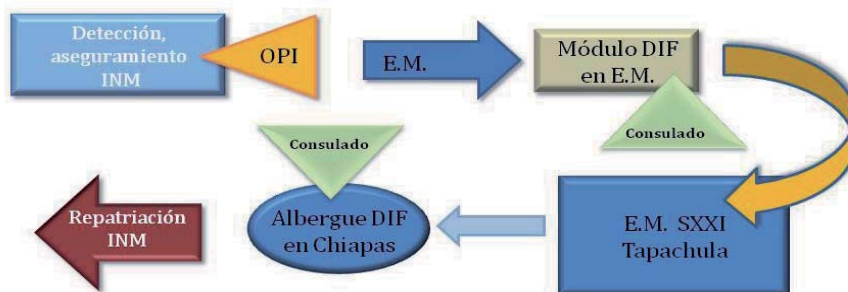 Detección,
aseguramiento
INM
OPI
E.M.
Módulo DIF
en E.M.
Consulado
Consulado
Repatriación
INM
Albergue DIF
en Chiapas
E.M. SXXI
Tapachula